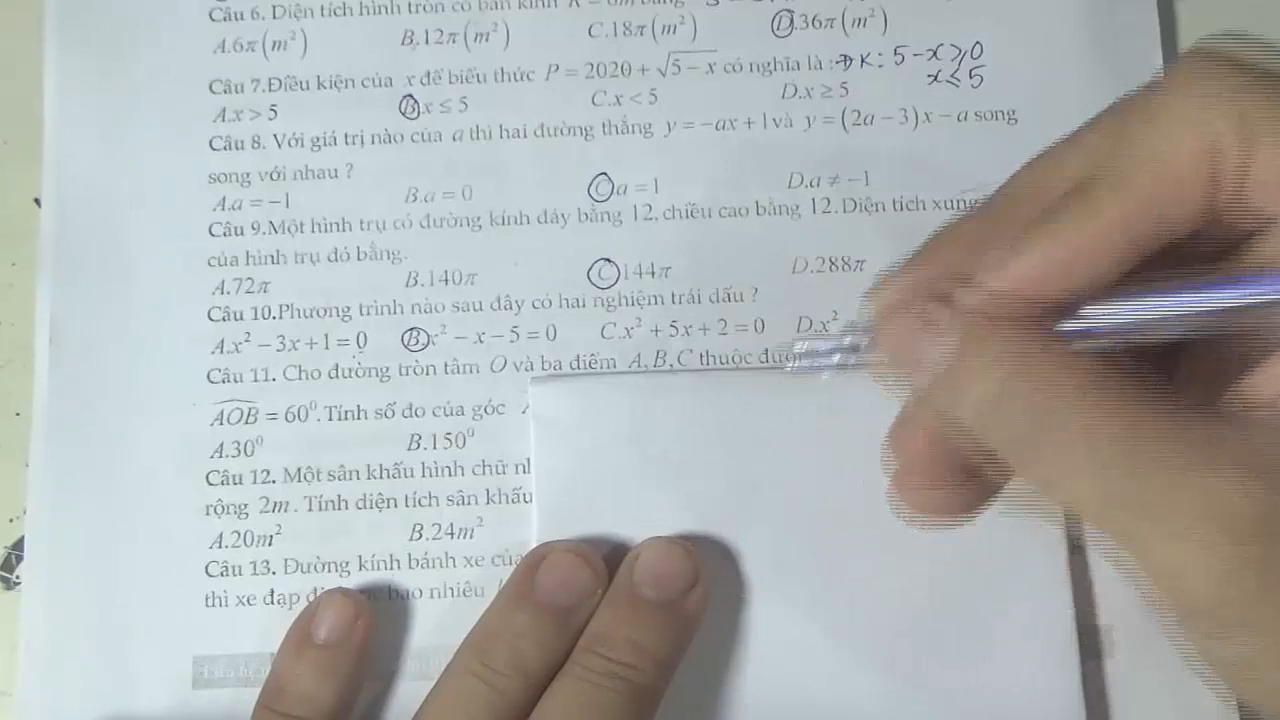 Câu 6. Diện tích hình tròn có bán kính
A.6π(m²) B.12π(m²) C.18π(m²) D.36π(m²)
Câu 7.Điều kiện của x để biểu thức P = 2020 + √5 − x có nghĩa là : ĐK: 5 - x ≥ 0
x ≤ 5
A.x > 5 B.x ≤ 5 C.x < 5 D.x ≥ 5
Câu 8. Với giá trị nào của a thì hai đường thẳng y = −ax + 1 và y = (2a − 3)x − a song
song với nhau ?
A.a = −1 B.a = 0 C.a = 1 D.a ≠ −1
Câu 9.Một hình trụ có đường kính đáy bằng 12, chiều cao bằng 12.Diện tích xung
của hình trụ đó bằng.
A.72π B.140π C.144π D.288π
Câu 10.Phương trình nào sau đây có hai nghiệm trái dấu ?
A.x² − 3x + 1 = 0 B.x² − x − 5 = 0 C.x² + 5x + 2 = 0 D.x²
Câu 11. Cho đường tròn tâm O và ba điểm A, B, C thuộc
AOB = 60⁰.Tính số đo của góc
A.30⁰ B.150⁰
Câu 12. Một sân khấu hình chữ
rộng 2m. Tính diện tích sân khấu
A.20m² B.24m²
Câu 13. Đường kính bánh xe của
thì xe đạp bao nhiêu